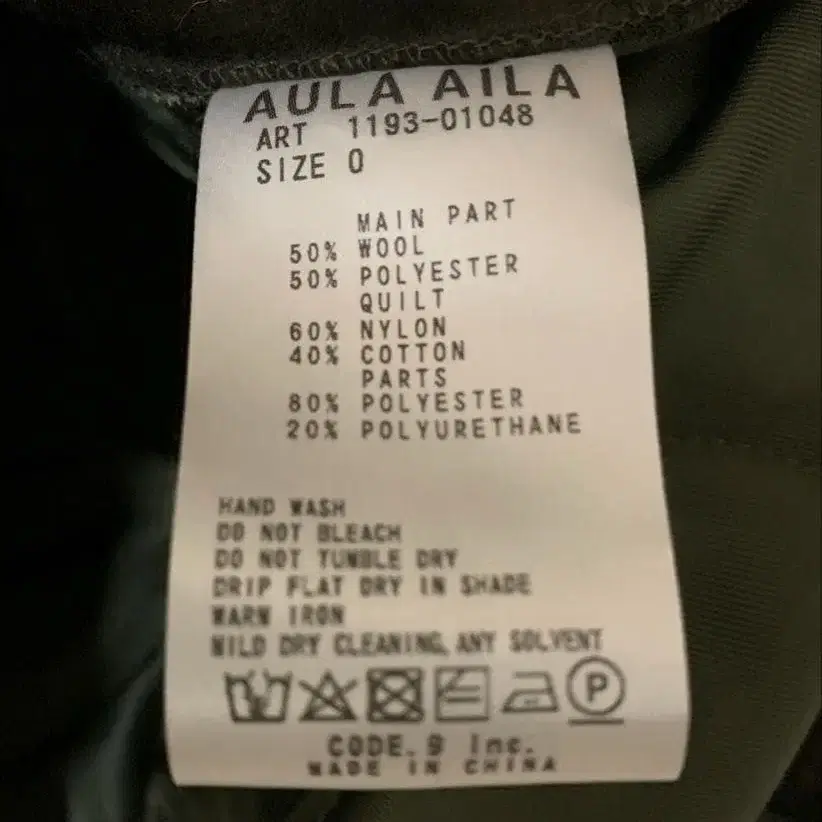 AULA AILA
ART 1193-01048
SIZE 0
MAIN PART
50% WOOL
50% POLYESTER
QUILT
60% NYLON
40% COTTON
PARTS
80% POLYESTER
20% POLYURETHANE
HAND WASH
DO NOT BLEACH
DO NOT TUMBLE DRY
DRIP FLAT DRY IN SHADE
WARM IRON
MILD DRY CLEANING, ANY SOLVENT
P
CODE. 9 Inc.
MADE IN CHINA